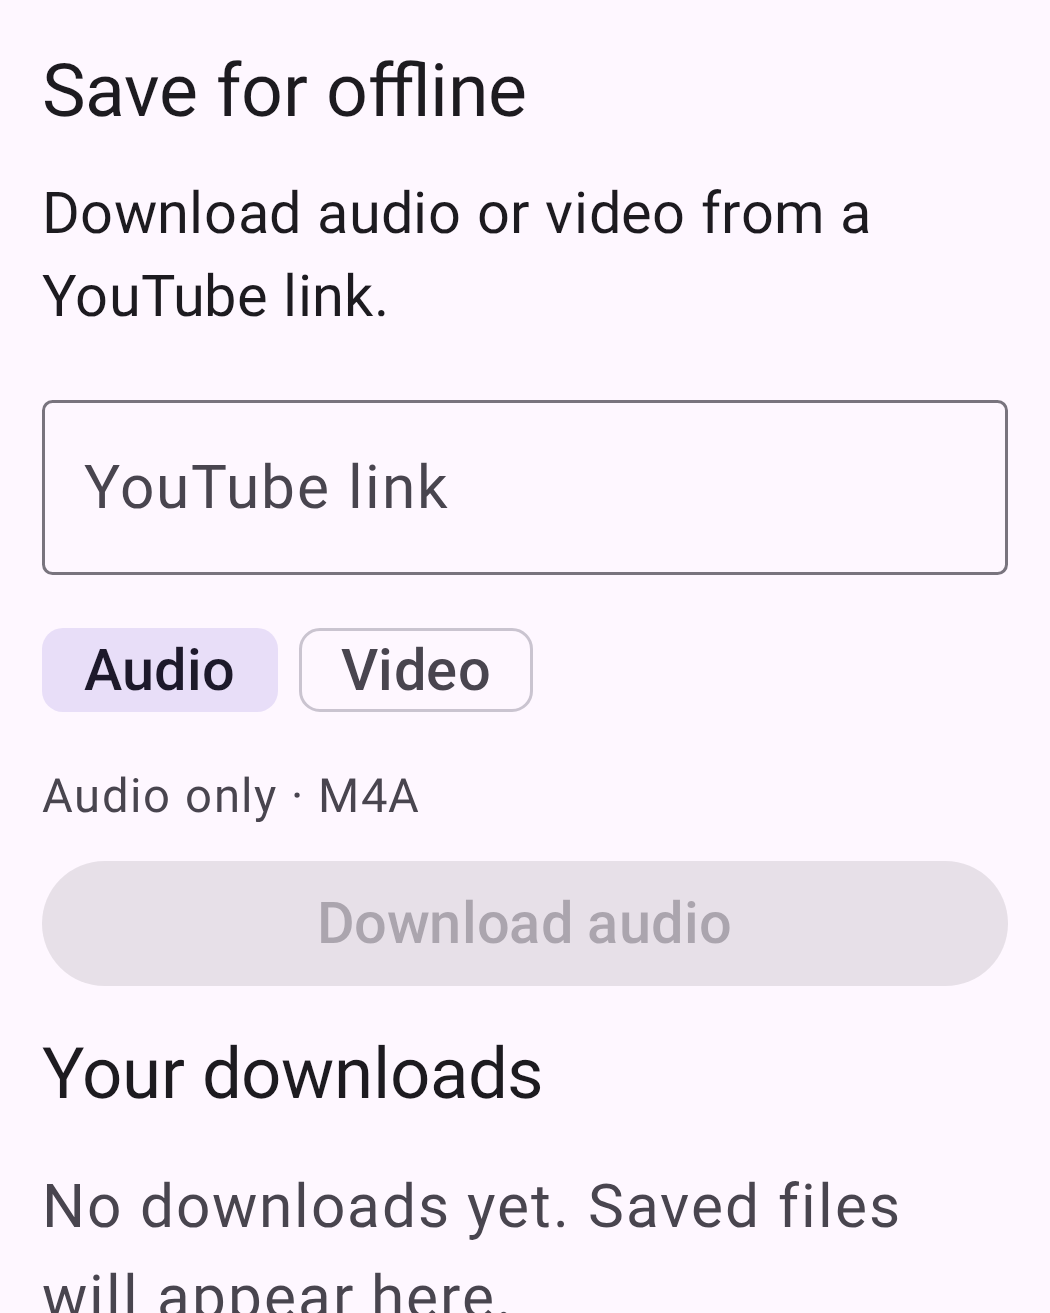 Save for offline
Download audio or video from a
YouTube link.
YouTube link
Audio
Video
Audio only · M4A
Download audio
Your downloads
No downloads yet. Saved files
will appear here.